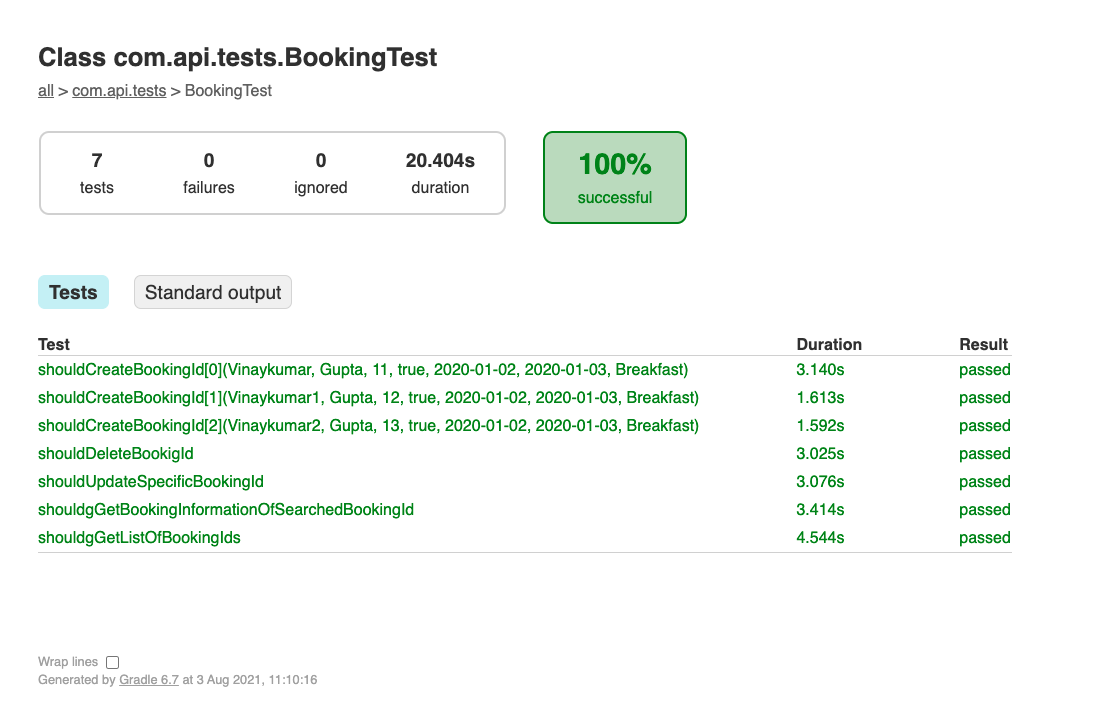 Class com.api.tests.BookingTest
all > com.api.tests > BookingTest
7 0 0 20.404s
tests failures ignored duration
100%
successful
Tests Standard output
Test Duration Result
shouldCreateBookingId[0](Vinaykumar, Gupta, 11, true, 2020-01-02, 2020-01-03, Breakfast) 3.140s passed
shouldCreateBookingId[1](Vinaykumar1, Gupta, 12, true, 2020-01-02, 2020-01-03, Breakfast) 1.613s passed
shouldCreateBookingId[2](Vinaykumar2, Gupta, 13, true, 2020-01-02, 2020-01-03, Breakfast) 1.592s passed
shouldDeleteBookigId 3.025s passed
shouldUpdateSpecificBookingId 3.076s passed
shouldgGetBookingInformationOfSearchedBookingId 3.414s passed
shouldgGetListOfBookingIds 4.544s passed
Wrap lines
Generated by Gradle 6.7 at 3 Aug 2021, 11:10:16